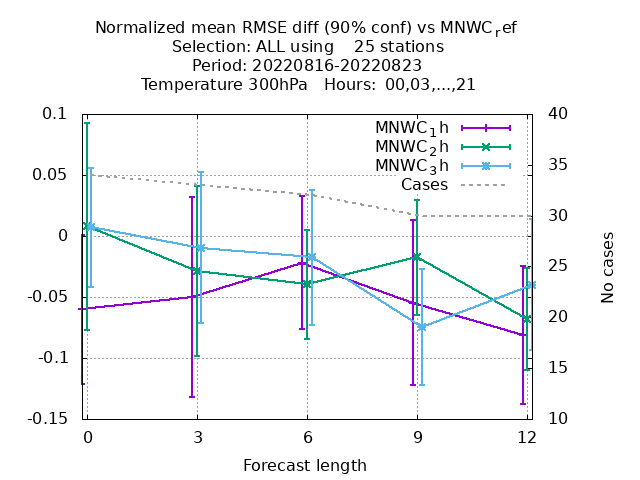 Normalized mean RMSE diff (90% conf) vs MNWC_ref
Selection: ALL using 25 stations
Period: 20220816-20220823
Temperature 300hPa Hours: 00,03,...,21
MNWC_1h
MNWC_2h
MNWC_3h
Cases
0.1
0.05
0
-0.05
-0.1
-0.15
40
35
30
25
20
15
10
No cases
0 3 6 9 12
Forecast length